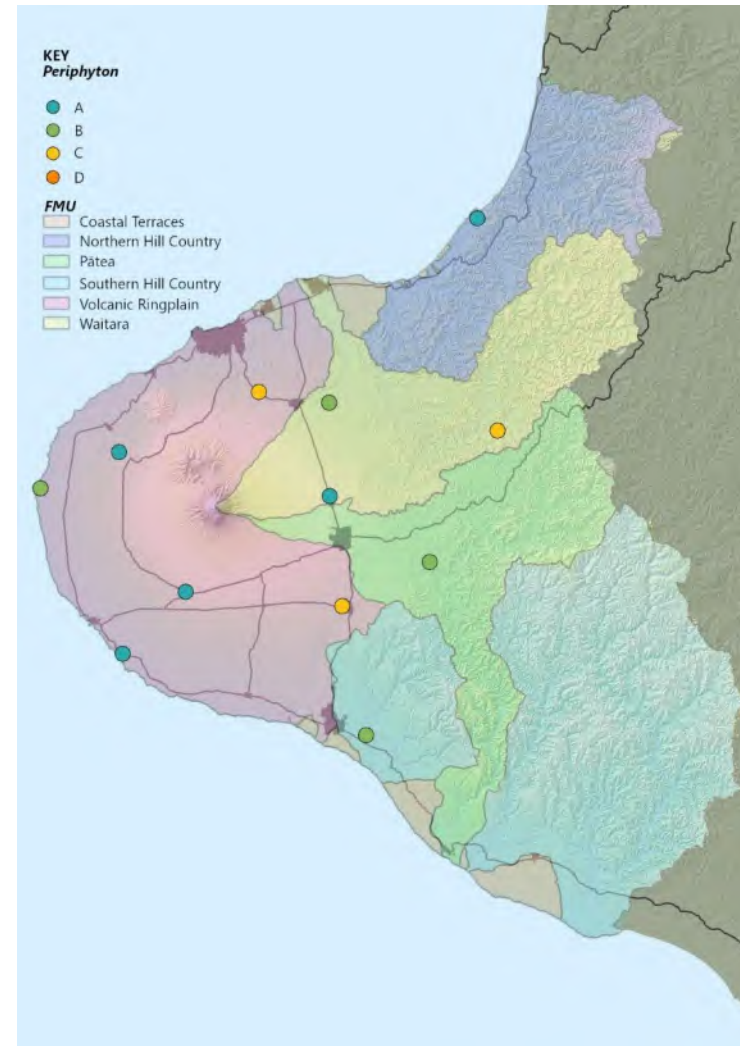 KEY
Periphyton
A
B
C
D
FMU
Coastal Terraces
Northern Hill Country
Pātea
Southern Hill Country
Volcanic Ringplain
Waitara